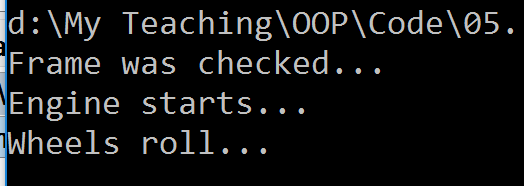 d:\My Teaching\OOP\Code\05.
Frame was checked...
Engine starts...
Wheels roll...